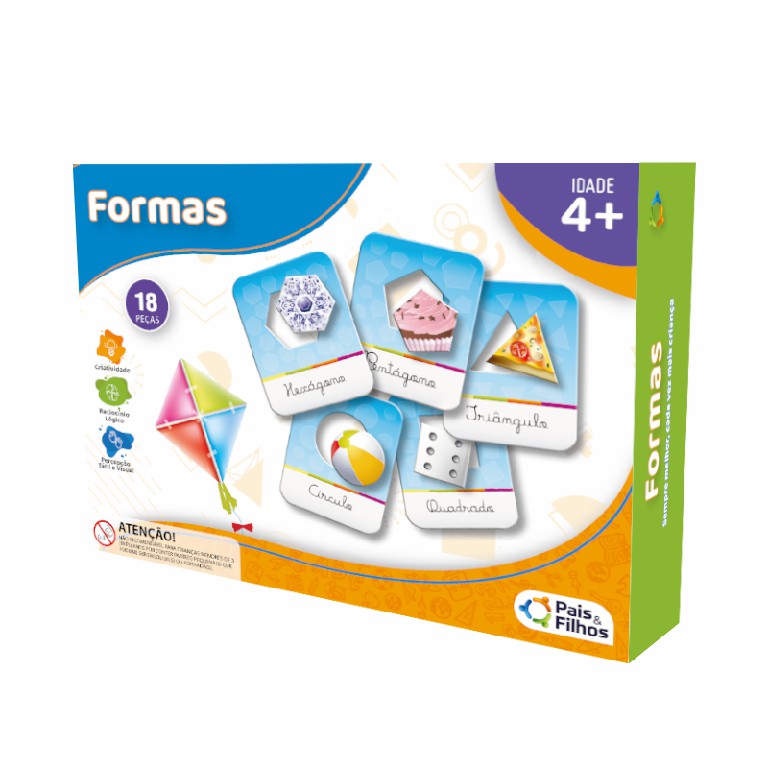 Formas
IDADE
4+
18
PEÇAS
Criatividade
Raciocínio
Lógico
Percepção
Tátil e Visual
Hexágono
Pentágono
Triângulo
Círculo
Quadrado
ATENÇÃO!
Pais &
Filhos
Formas
Sempre melhor, cada vez mais criança